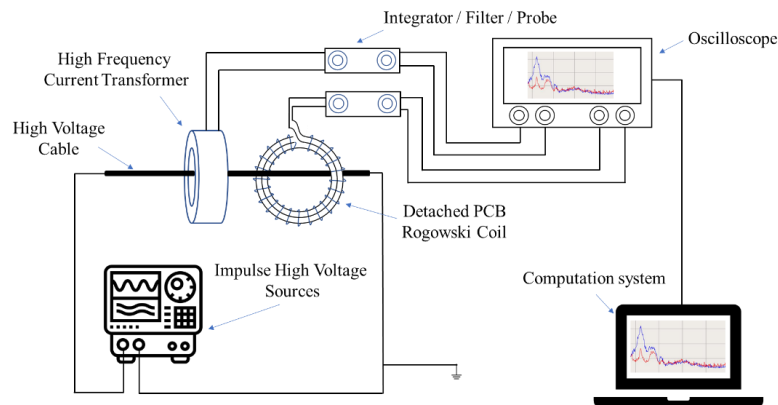 Integrator / Filter / Probe
Oscilloscope
High Frequency
Current Transformer
High Voltage
Cable
Detached PCB
Rogowski Coil
Impulse High Voltage
Sources
Computation system